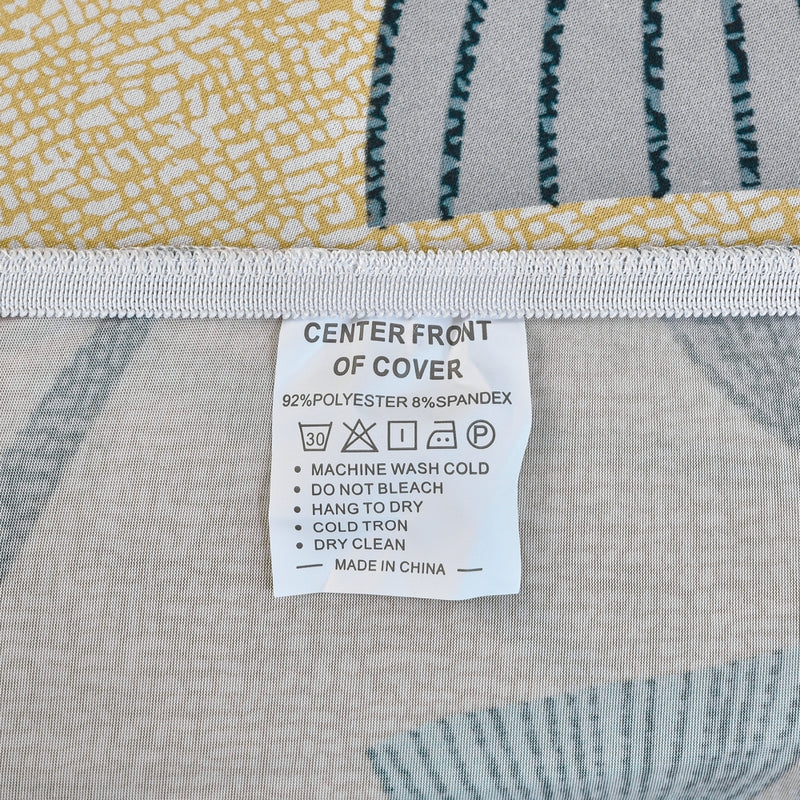 CENTER FRONT
OF COVER
92%POLYESTER 8%SPANDEX
30 P
• MACHINE WASH COLD
• DO NOT BLEACH
• HANG TO DRY
• COLD TRON
• DRY CLEAN
— MADE IN CHINA —